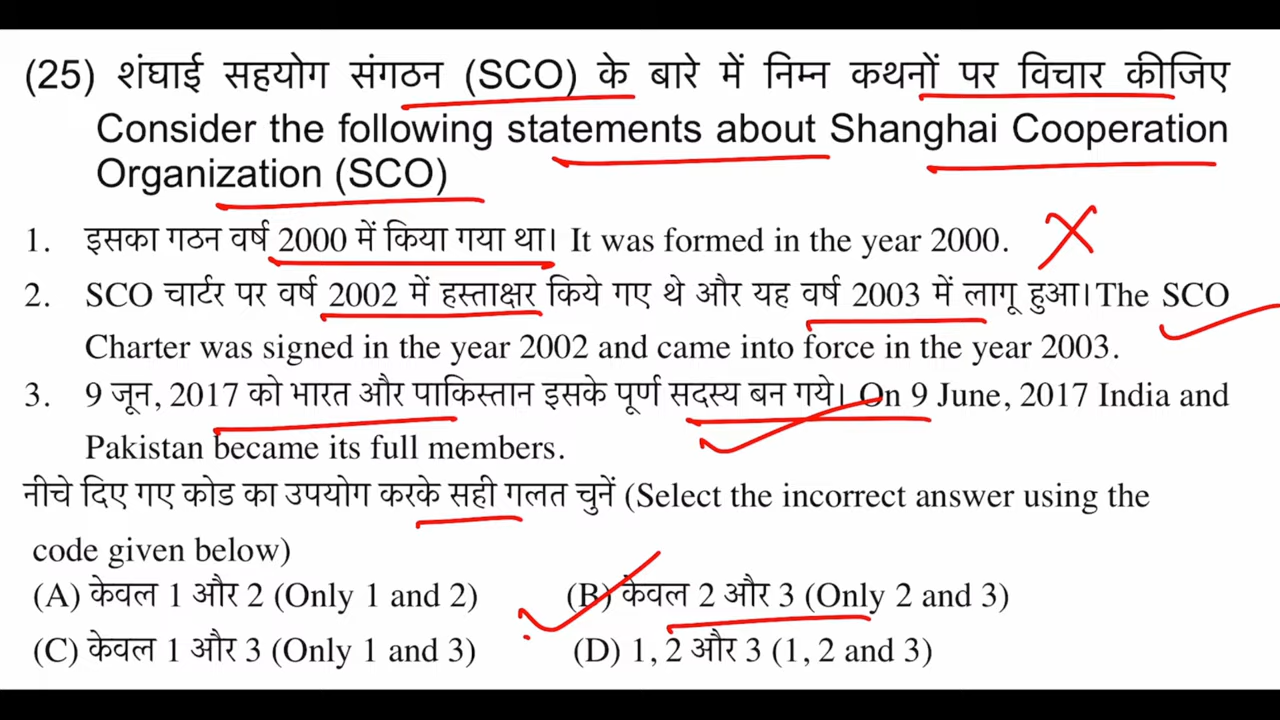 (25) शंघाई सहयोग संगठन (SCO) के बारे में निम्न कथनों पर विचार कीजिए
Consider the following statements about Shanghai Cooperation
Organization (SCO)
1. इसका गठन वर्ष 2000 में किया गया था। It was formed in the year 2000.
2. SCO चार्टर पर वर्ष 2002 में हस्ताक्षर किये गए थे और यह वर्ष 2003 में लागू हुआ। The SCO
Charter was signed in the year 2002 and came into force in the year 2003.
3. 9 जून, 2017 को भारत और पाकिस्तान इसके पूर्ण सदस्य बन गये। On 9 June, 2017 India and
Pakistan became its full members.
नीचे दिए गए कोड का उपयोग करके सही गलत चुनें (Select the incorrect answer using the
code given below)
(A) केवल 1 और 2 (Only 1 and 2) (B) केवल 2 और 3 (Only 2 and 3)
(C) केवल 1 और 3 (Only 1 and 3) (D) 1, 2 और 3 (1, 2 and 3)